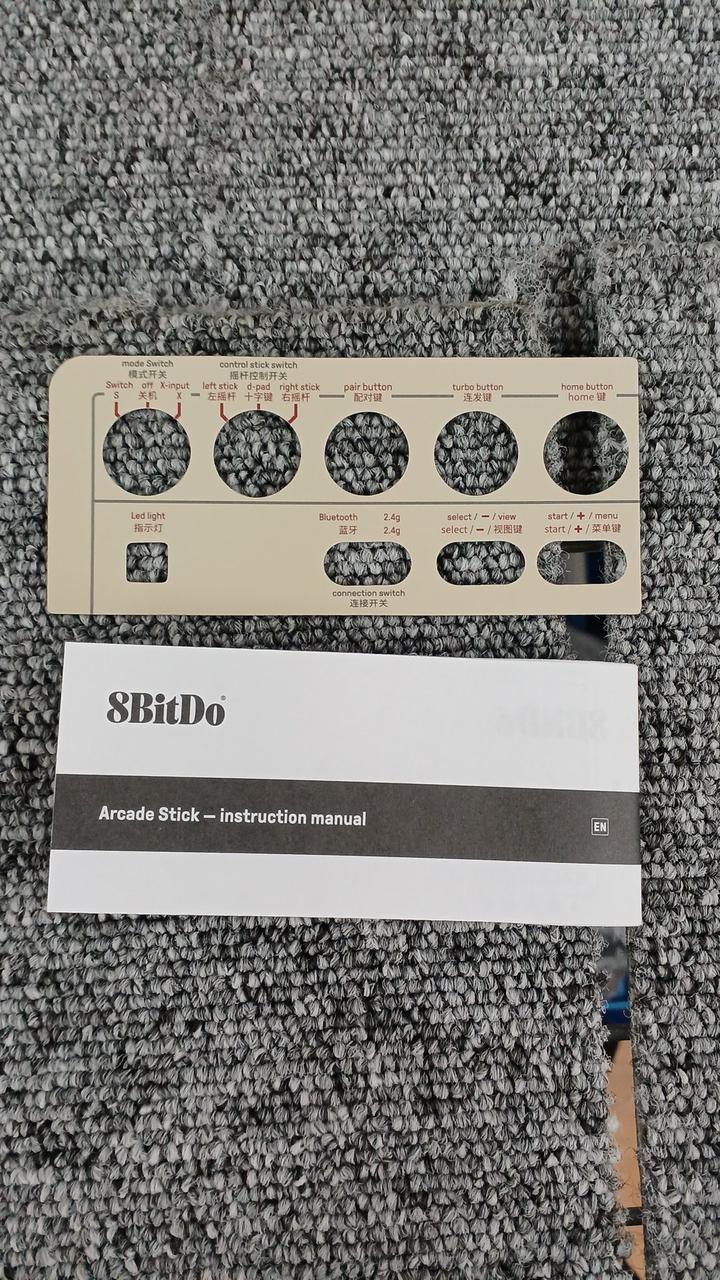 mode Switch
模式开关
Switch off X-input
S 关机 X
control stick switch
摇杆控制开关
left stick d-pad right stick
左摇杆 十字键 右摇杆
pair button
配对键
turbo button
连发键
home button
home 键
Led light
指示灯
Bluetooth 2.4g
蓝牙 2.4g
connection switch
连接开关
select / − / view
select / − / 视图键
start / + / menu
start / + / 菜单键
8BitDo®
Arcade Stick – instruction manual
EN